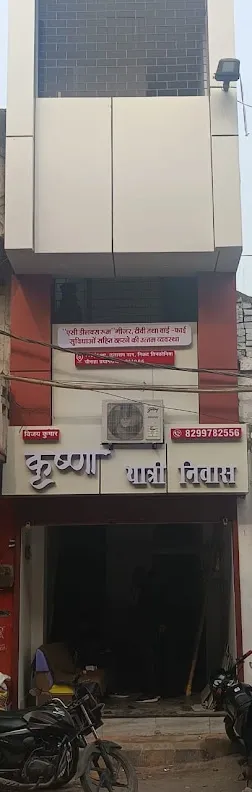 "एसी डीलक्स रूम" गीजर, टीवी तथा वाई-फाई
सुविधाओं सहित ठहरने की उत्तम व्यवस्था
विजय कुमार
8299782556
कृष्णा यात्री निवास